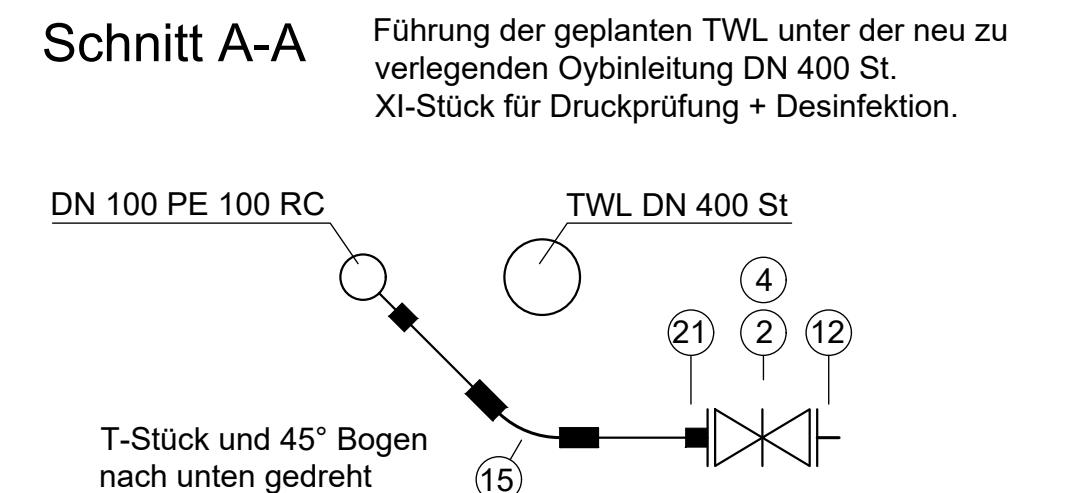 Schnitt A-A
Führung der geplanten TWL unter der neu zu
verlegenden Oybinleitung DN 400 St.
XI-Stück für Druckprüfung + Desinfektion.
DN 100 PE 100 RC
TWL DN 400 St
4
21
2
12
T-Stück und 45° Bogen
nach unten gedreht
15